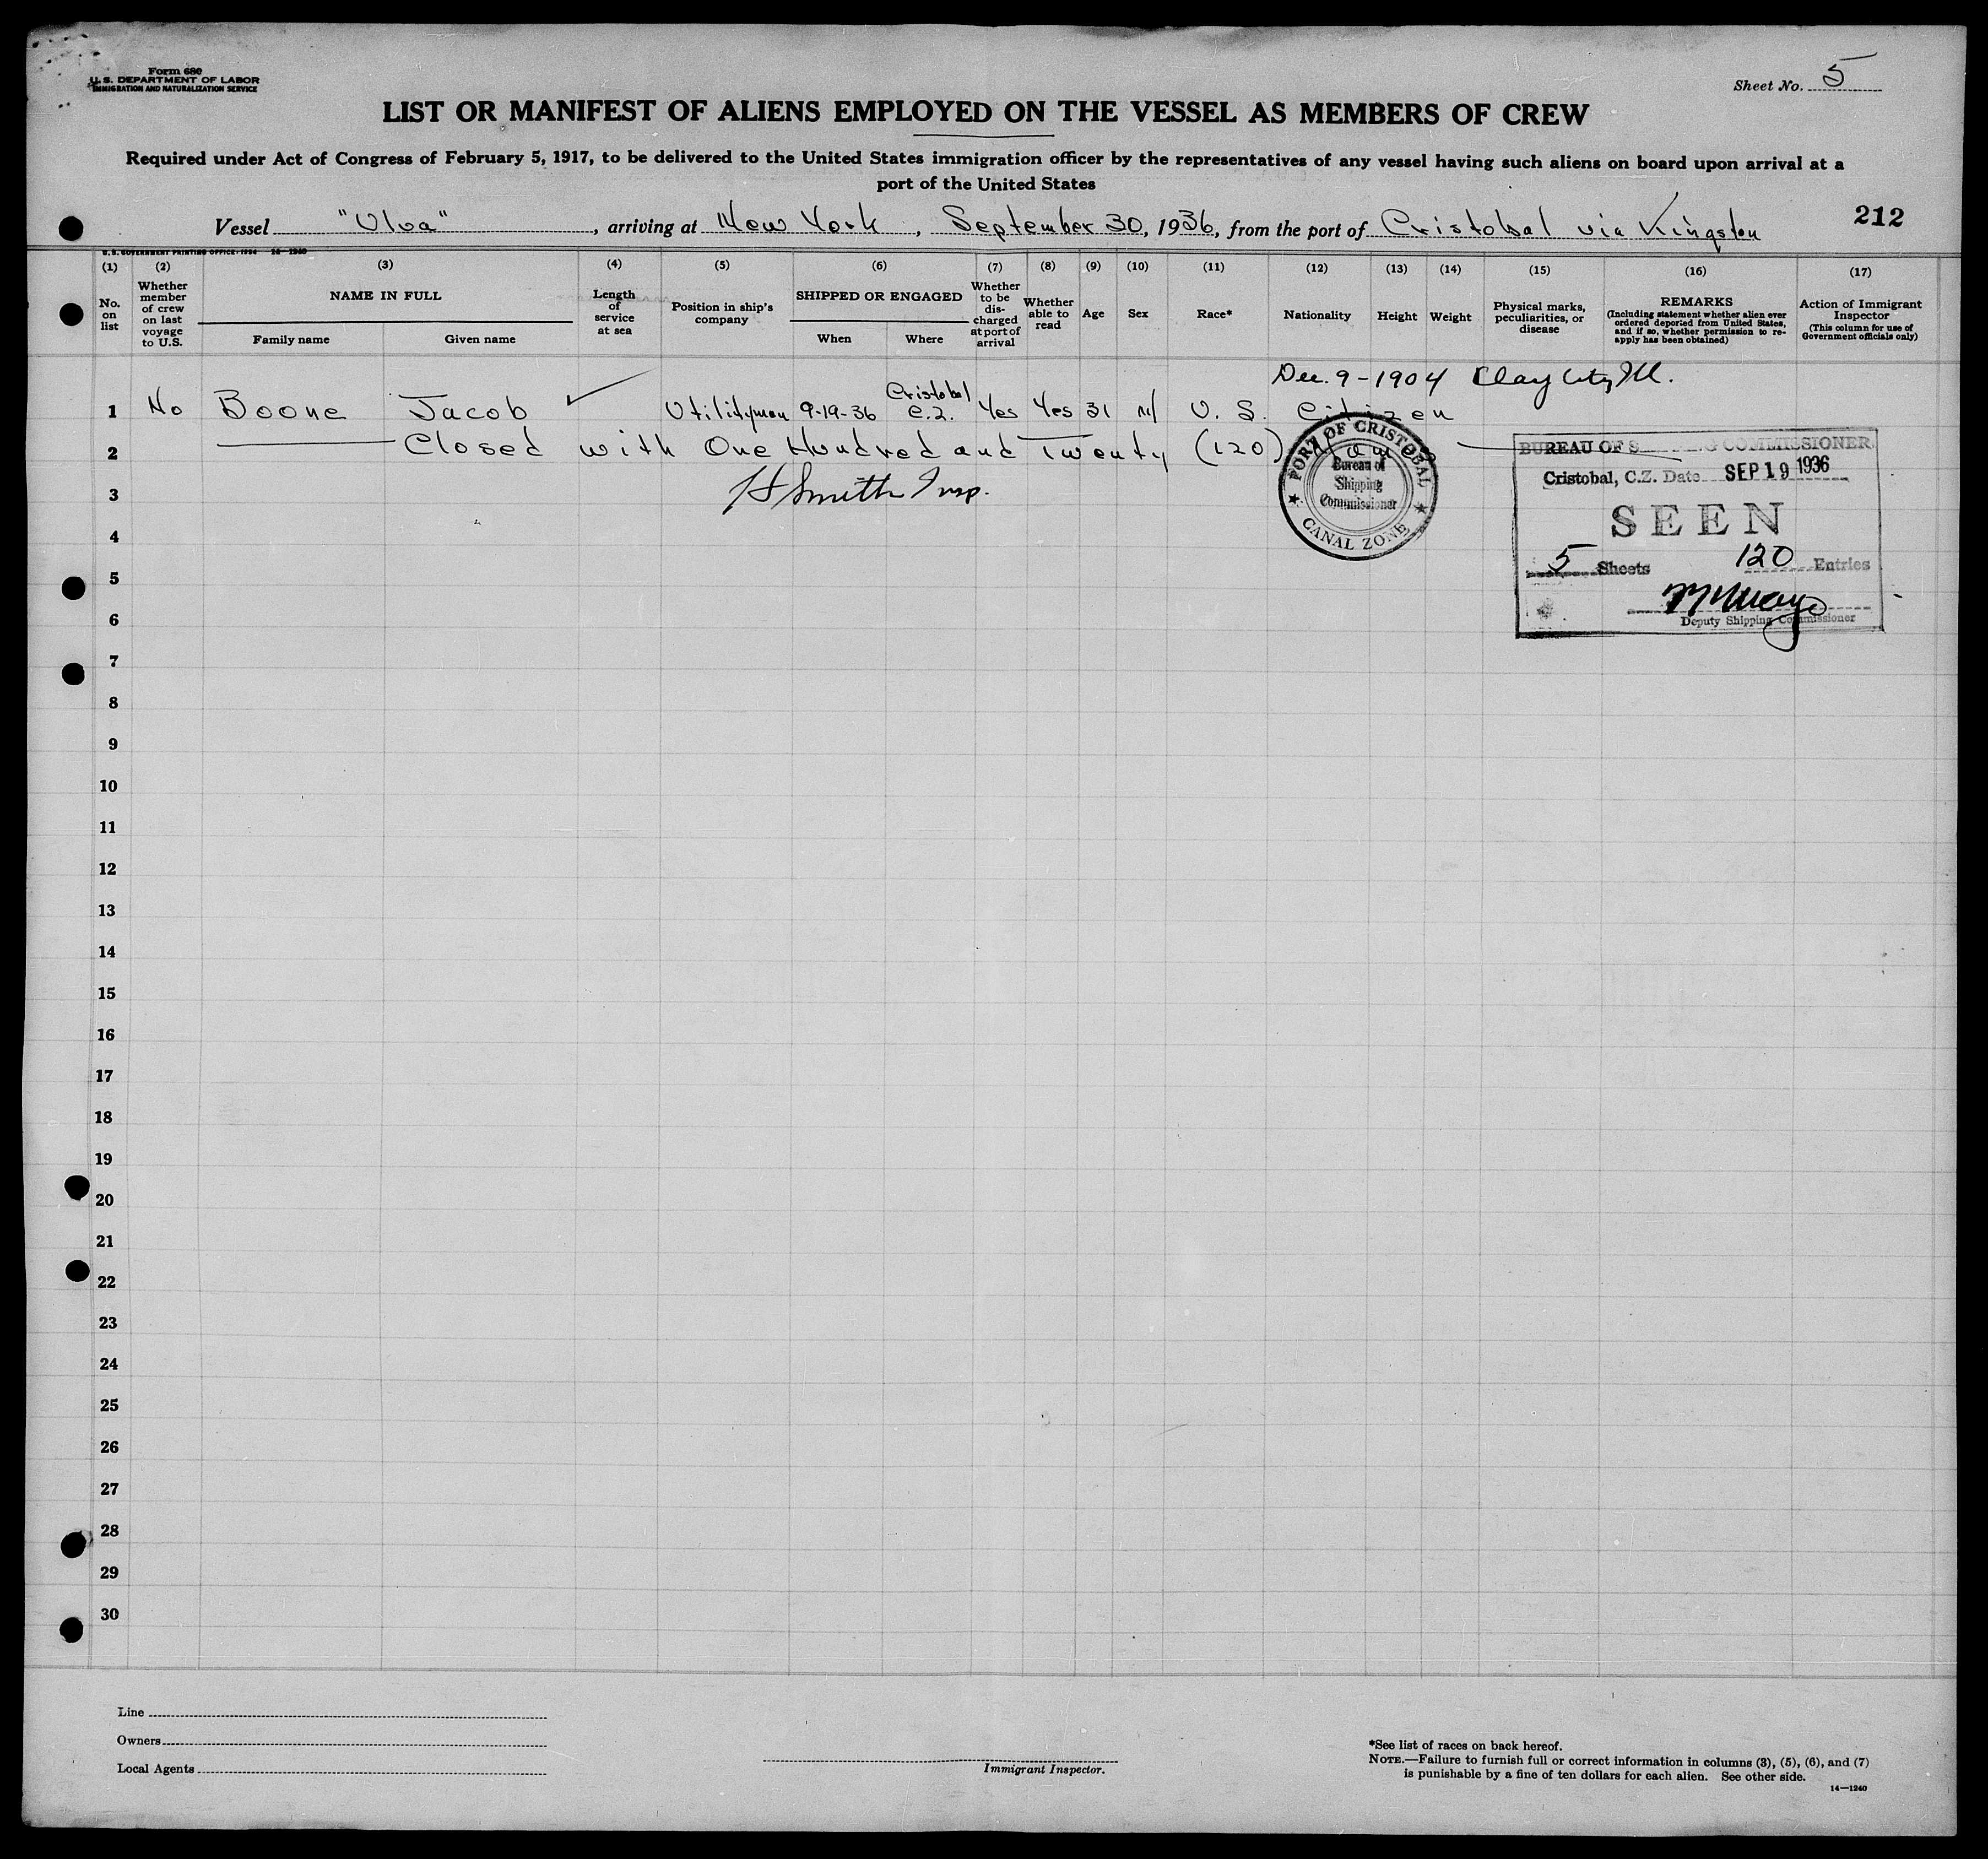 Form 680
U. S. DEPARTMENT OF LABOR
IMMIGRATION AND NATURALIZATION SERVICE
Sheet No. 5
LIST OR MANIFEST OF ALIENS EMPLOYED ON THE VESSEL AS MEMBERS OF CREW
Required under Act of Congress of February 5, 1917, to be delivered to the United States immigration officer by the representatives of any vessel having such aliens on board upon arrival at a
port of the United States
Vessel "Ulua", arriving at New York, September 30, 1936, from the port of Cristobal via Kingston
212
U. S. GOVERNMENT PRINTING OFFICE: 1934 14—1240
(1) (2) (3) (4) (5) (6) (7) (8) (9) (10) (11) (12) (13) (14) (15) (16) (17)
No. on list
Whether member of crew on last voyage to U.S.
NAME IN FULL
Family name Given name
Length of service at sea
Position in ship's company
SHIPPED OR ENGAGED
When Where
Whether to be discharged at port of arrival
Whether able to read
Age
Sex
Race*
Nationality
Height
Weight
Physical marks, peculiarities, or disease
REMARKS
(Including statement whether alien ever ordered deported from United States, and if so, whether permission to reapply has been obtained)
Action of Immigrant Inspector
(This column for use of Government officials only)
Dec. 9-1904 Clay City, Ill.
1 No Boone Jacob Utilityman 9-19-36 Cristobal C.Z. Yes Yes 31 M U. S. Citizen
2 Closed with One Hundred and Twenty (120)
3 Smith Insp.
PORT OF CRISTOBAL
Bureau of
Shipping
Commissioner
CANAL ZONE
BUREAU OF S G COMMISSIONER.
Cristobal, C.Z. Date SEP 19 1936
SEEN
5 Sheets 120 Entries
Deputy Shipping Commissioner
4
5
6
7
8
9
10
11
12
13
14
15
16
17
18
19
20
21
22
23
24
25
26
27
28
29
30
Line
Owners
Local Agents
Immigrant Inspector.
*See list of races on back hereof.
NOTE.—Failure to furnish full or correct information in columns (3), (5), (6), and (7)
is punishable by a fine of ten dollars for each alien. See other side.
14—1240